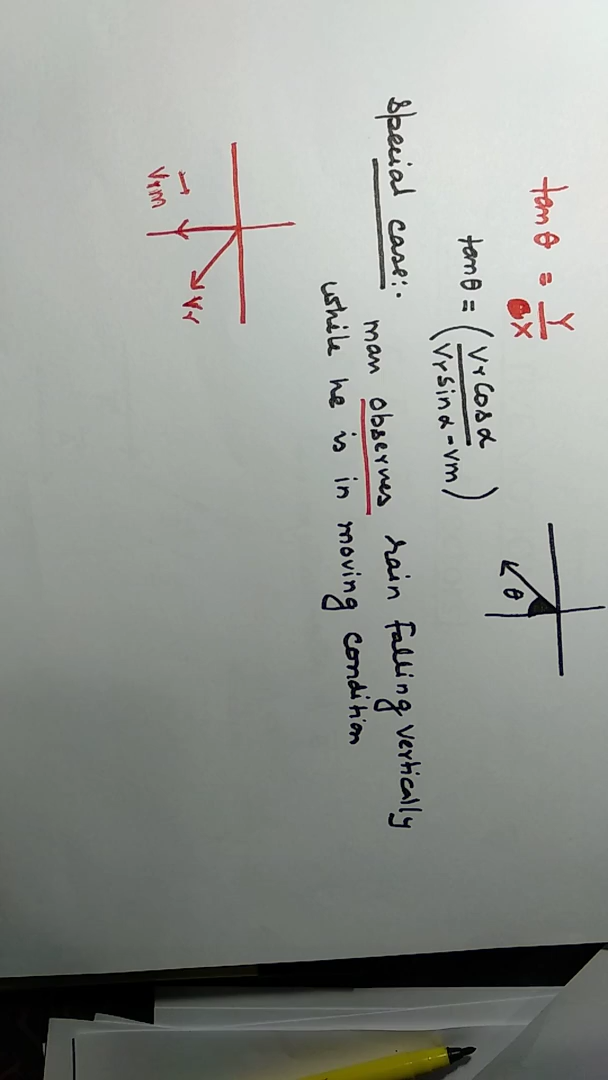 tanθ = Y
X
tanθ = (Vr Cosα
Vr Sinα - Vm)
θ
Special case:-
man observes rain falling vertically
while he is in moving condition
Vr
Vrm